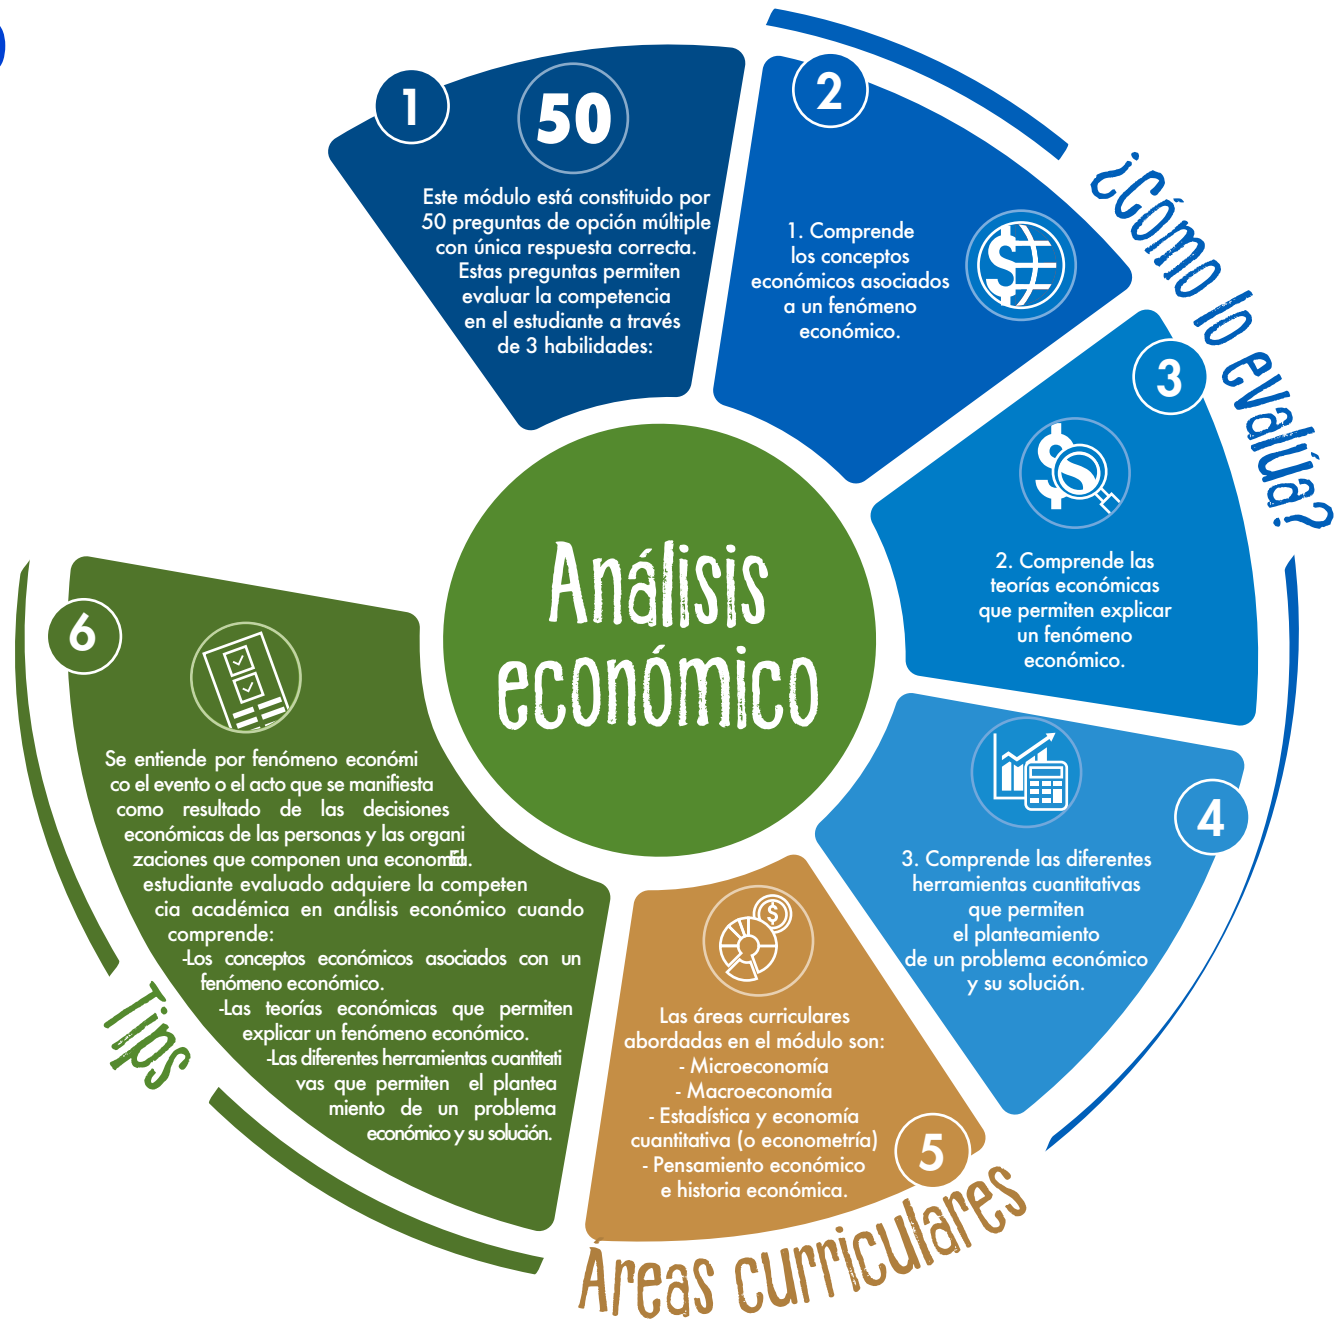 1
50
Este módulo está constituido por
50 preguntas de opción múltiple
con única respuesta correcta.
Estas preguntas permiten
evaluar la competencia
en el estudiante a través
de 3 habilidades:
2
1. Comprende
los conceptos
económicos asociados
a un fenómeno
económico.
¿Cómo lo evalúa?
3
2. Comprende las
teorías económicas
que permiten explicar
un fenómeno
económico.
4
3. Comprende las diferentes
herramientas cuantitativas
que permiten
el planteamiento
de un problema económico
y su solución.
5
Las áreas curriculares
abordadas en el módulo son:
- Microeconomía
- Macroeconomía
- Estadística y economía
cuantitativa (o econometría)
- Pensamiento económico
e historia económica.
Áreas curriculares
6
Se entiende por fenómeno económi
co el evento o el acto que se manifiesta
como resultado de las decisiones
económicas de las personas y las organi
zaciones que componen una economía. El
estudiante evaluado adquiere la competen
cia académica en análisis económico cuando
comprende:
-Los conceptos económicos asociados con un
fenómeno económico.
-Las teorías económicas que permiten
explicar un fenómeno económico.
-Las diferentes herramientas cuantitati
vas que permiten el plantea
miento de un problema
económico y su solución.
Tips
Análisis
económico